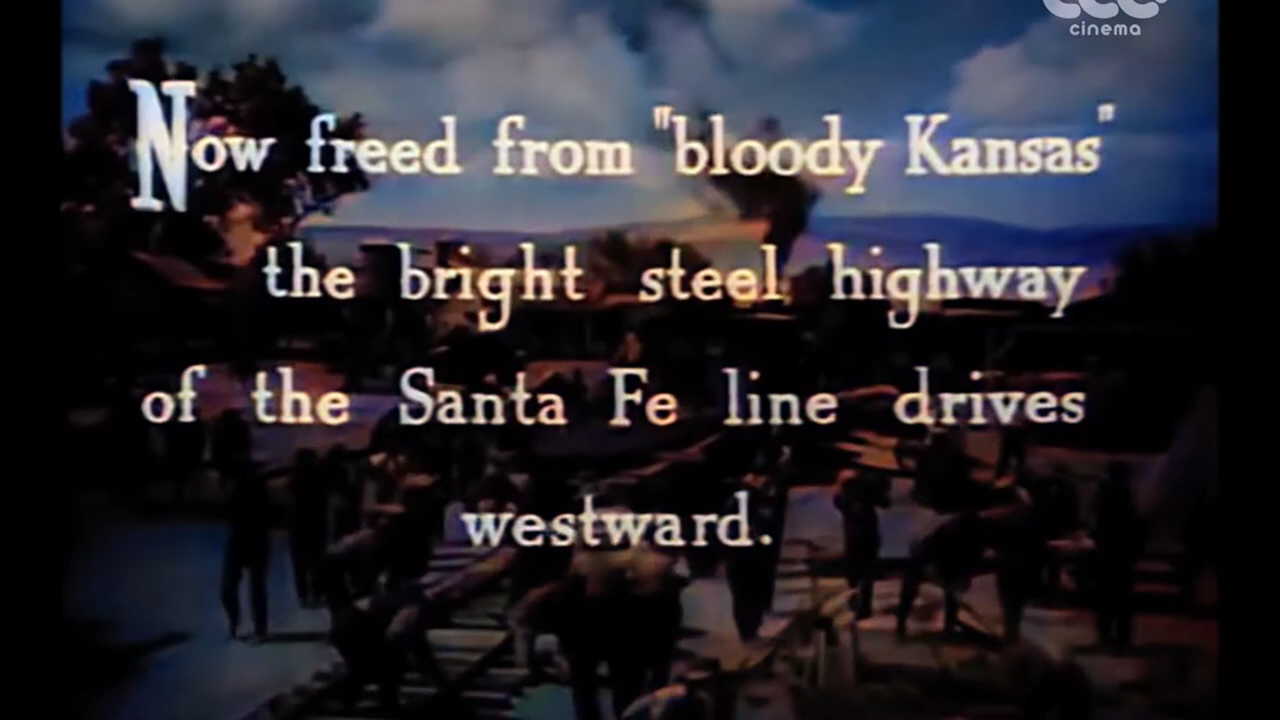 cinema
Now freed from "bloody Kansas"
the bright steel highway
of the Santa Fe line drives
westward.